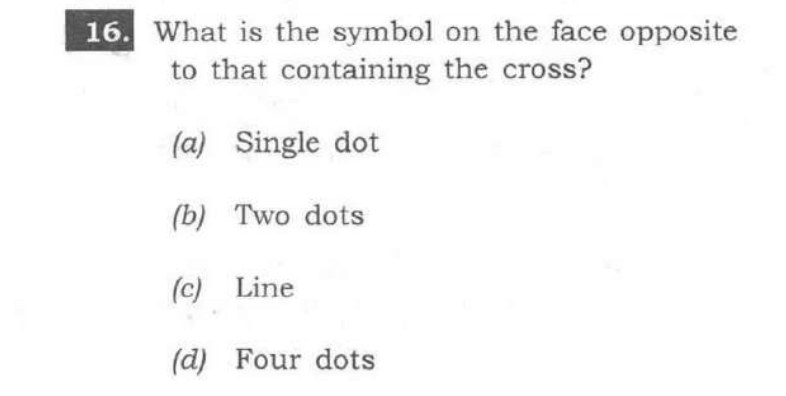 16. What is the symbol on the face opposite
to that containing the cross?
(a) Single dot
(b) Two dots
(c) Line
(d) Four dots